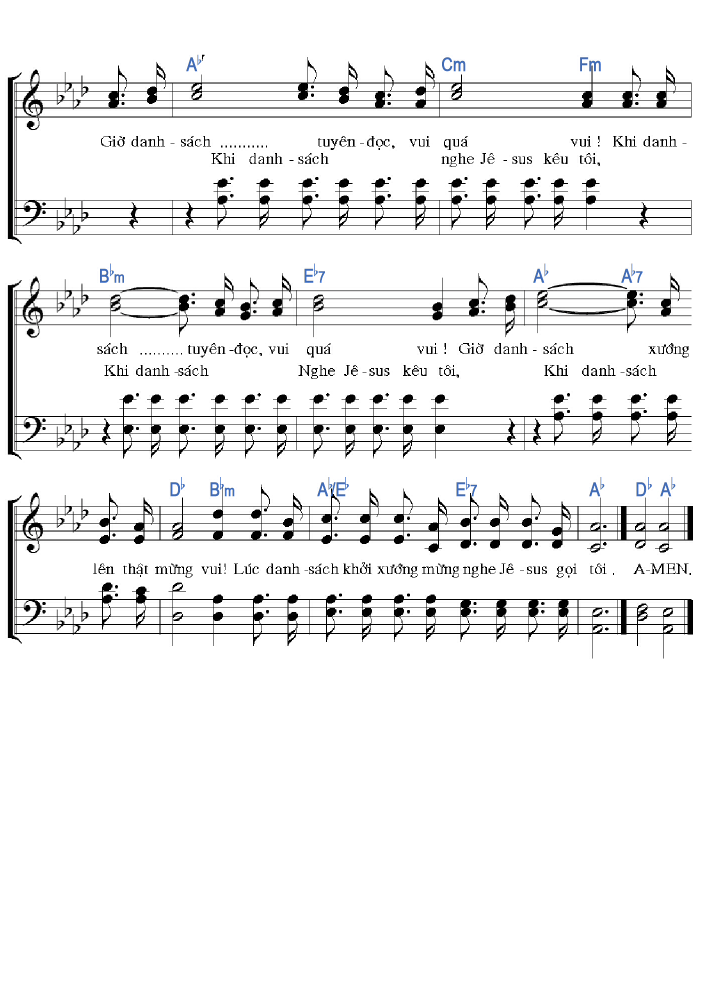 A♭ Cm Fm
Giờ danh - sách ........... tuyên-đọc, vui quá vui ! Khi danh -
Khi danh - sách nghe Jê - sus kêu tôi,
B♭m E♭7 A♭ A♭7
sách .......... tuyên-đọc, vui quá vui ! Giờ danh - sách xướng
Khi danh -sách Nghe Jê -sus kêu tôi, Khi danh -sách
D♭ B♭m A♭/E♭ E♭7 A♭ D♭ A♭
lên thật mừng vui! Lúc danh-sách khởi xướng mừng nghe Jê - sus gọi tôi . A-MEN.